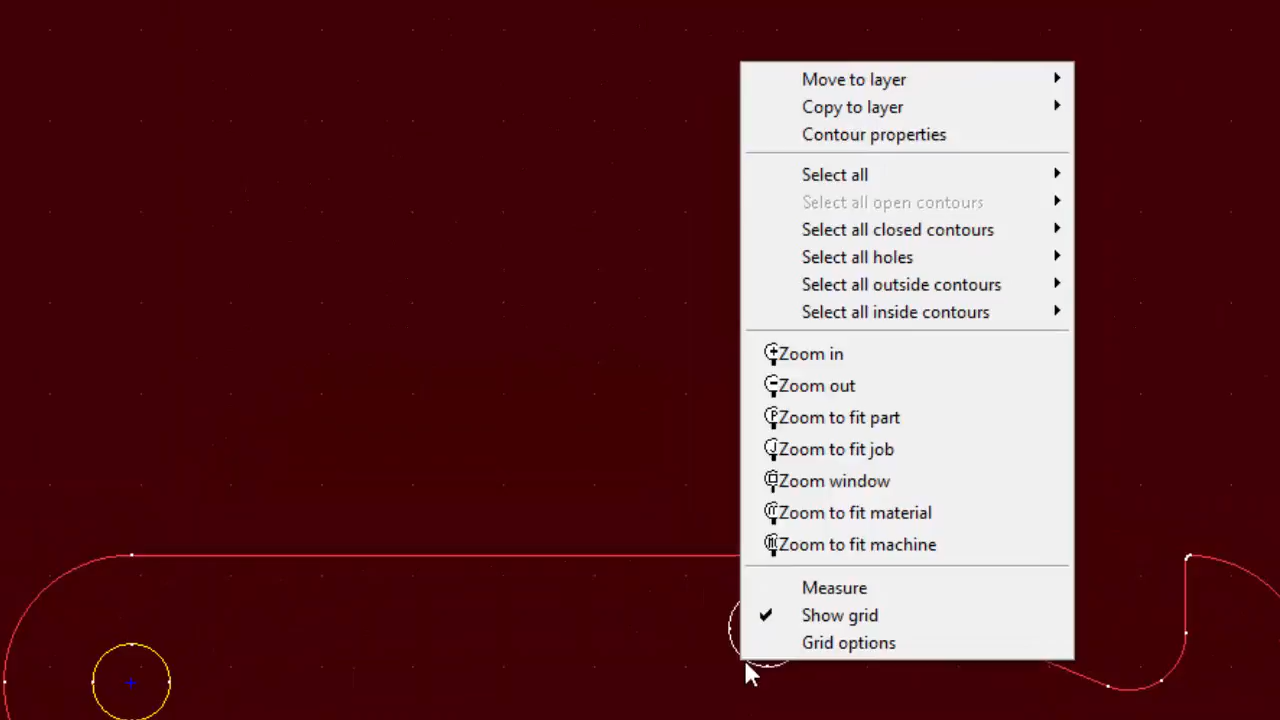 Move to layer
Copy to layer
Contour properties
Select all
Select all open contours
Select all closed contours
Select all holes
Select all outside contours
Select all inside contours
Zoom in
Zoom out
Zoom to fit part
Zoom to fit job
Zoom window
Zoom to fit material
Zoom to fit machine
Measure
Show grid
Grid options